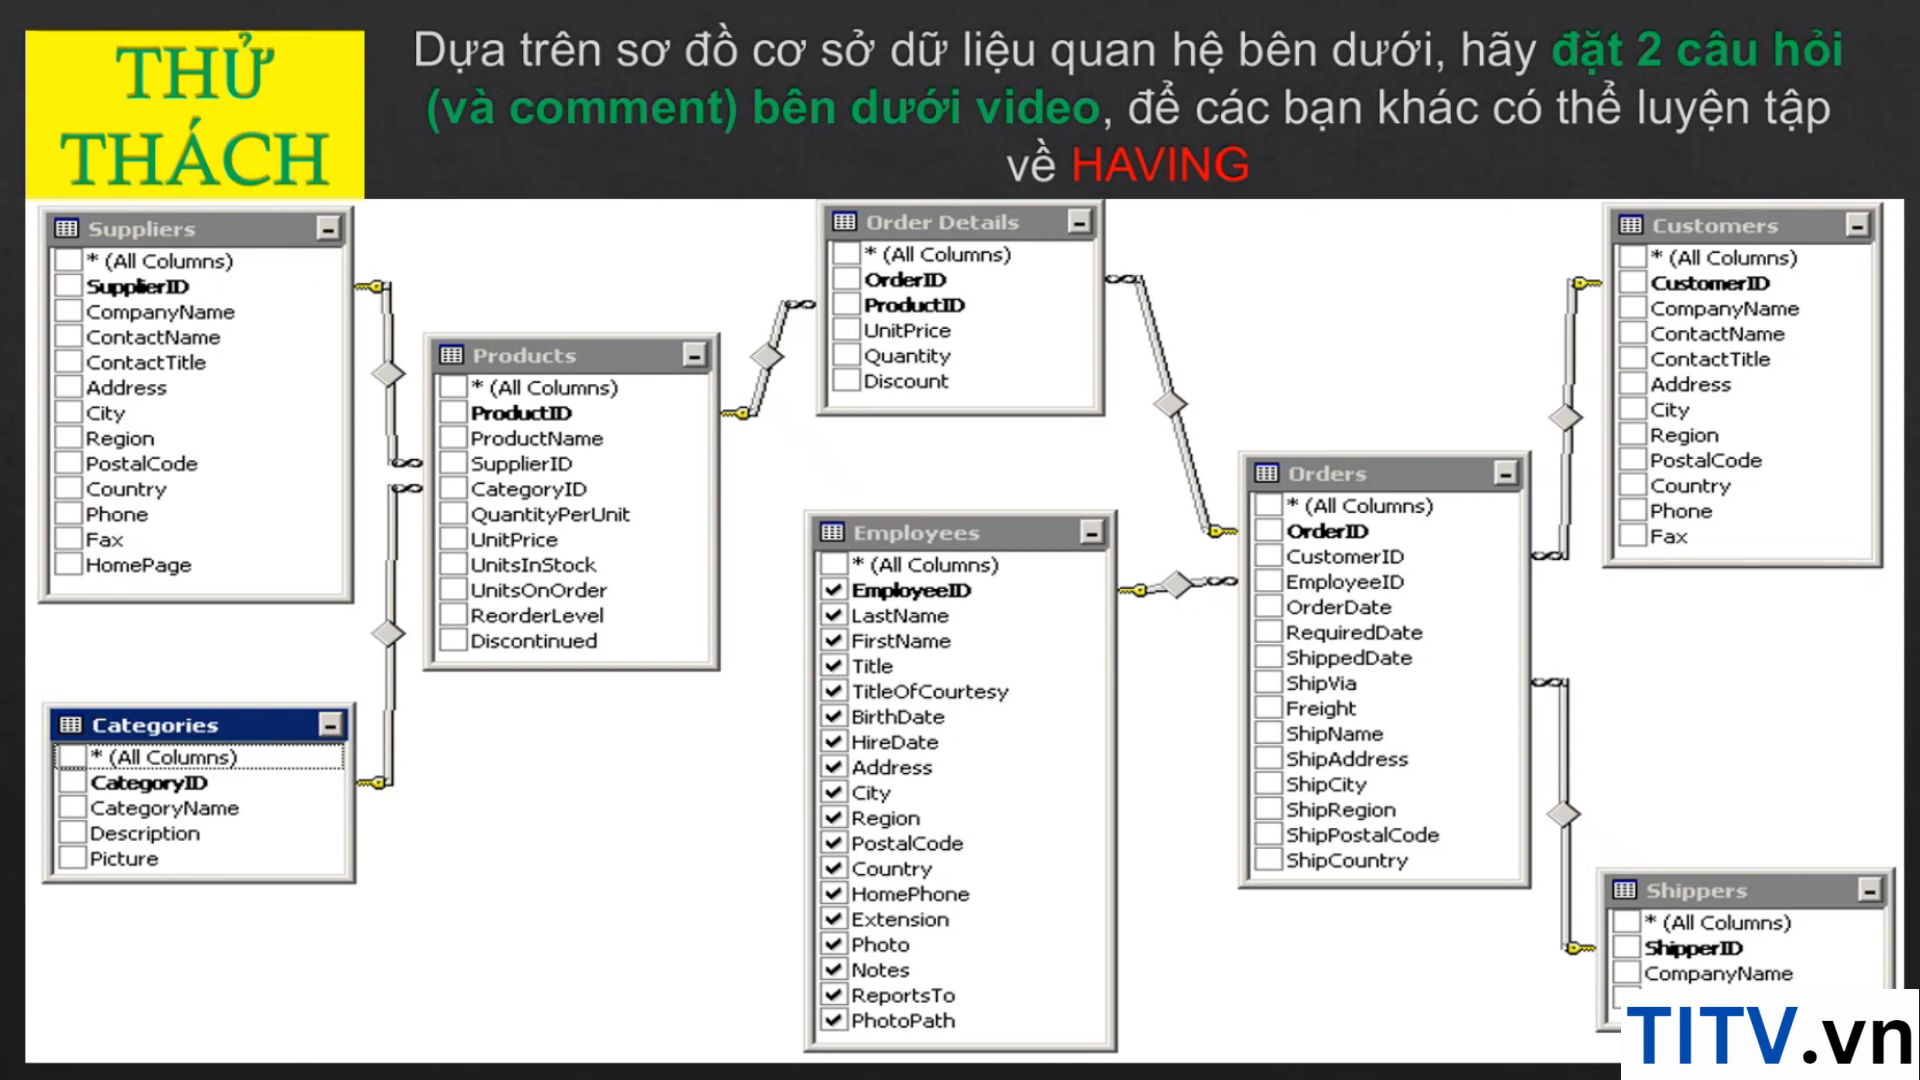 THỬ
THÁCH
Dựa trên sơ đồ cơ sở dữ liệu quan hệ bên dưới, hãy đặt 2 câu hỏi
(và comment) bên dưới video, để các bạn khác có thể luyện tập
về HAVING
Suppliers
* (All Columns)
SupplierID
CompanyName
ContactName
ContactTitle
Address
City
Region
PostalCode
Country
Phone
Fax
HomePage
Categories
* (All Columns)
CategoryID
CategoryName
Description
Picture
Products
* (All Columns)
ProductID
ProductName
SupplierID
CategoryID
QuantityPerUnit
UnitPrice
UnitsInStock
UnitsOnOrder
ReorderLevel
Discontinued
Order Details
* (All Columns)
OrderID
ProductID
UnitPrice
Quantity
Discount
Employees
* (All Columns)
EmployeeID
LastName
FirstName
Title
TitleOfCourtesy
BirthDate
HireDate
Address
City
Region
PostalCode
Country
HomePhone
Extension
Photo
Notes
ReportsTo
PhotoPath
Orders
* (All Columns)
OrderID
CustomerID
EmployeeID
OrderDate
RequiredDate
ShippedDate
ShipVia
Freight
ShipName
ShipAddress
ShipCity
ShipRegion
ShipPostalCode
ShipCountry
Customers
* (All Columns)
CustomerID
CompanyName
ContactName
ContactTitle
Address
City
Region
PostalCode
Country
Phone
Fax
Shippers
* (All Columns)
ShipperID
CompanyName
TITV.vn